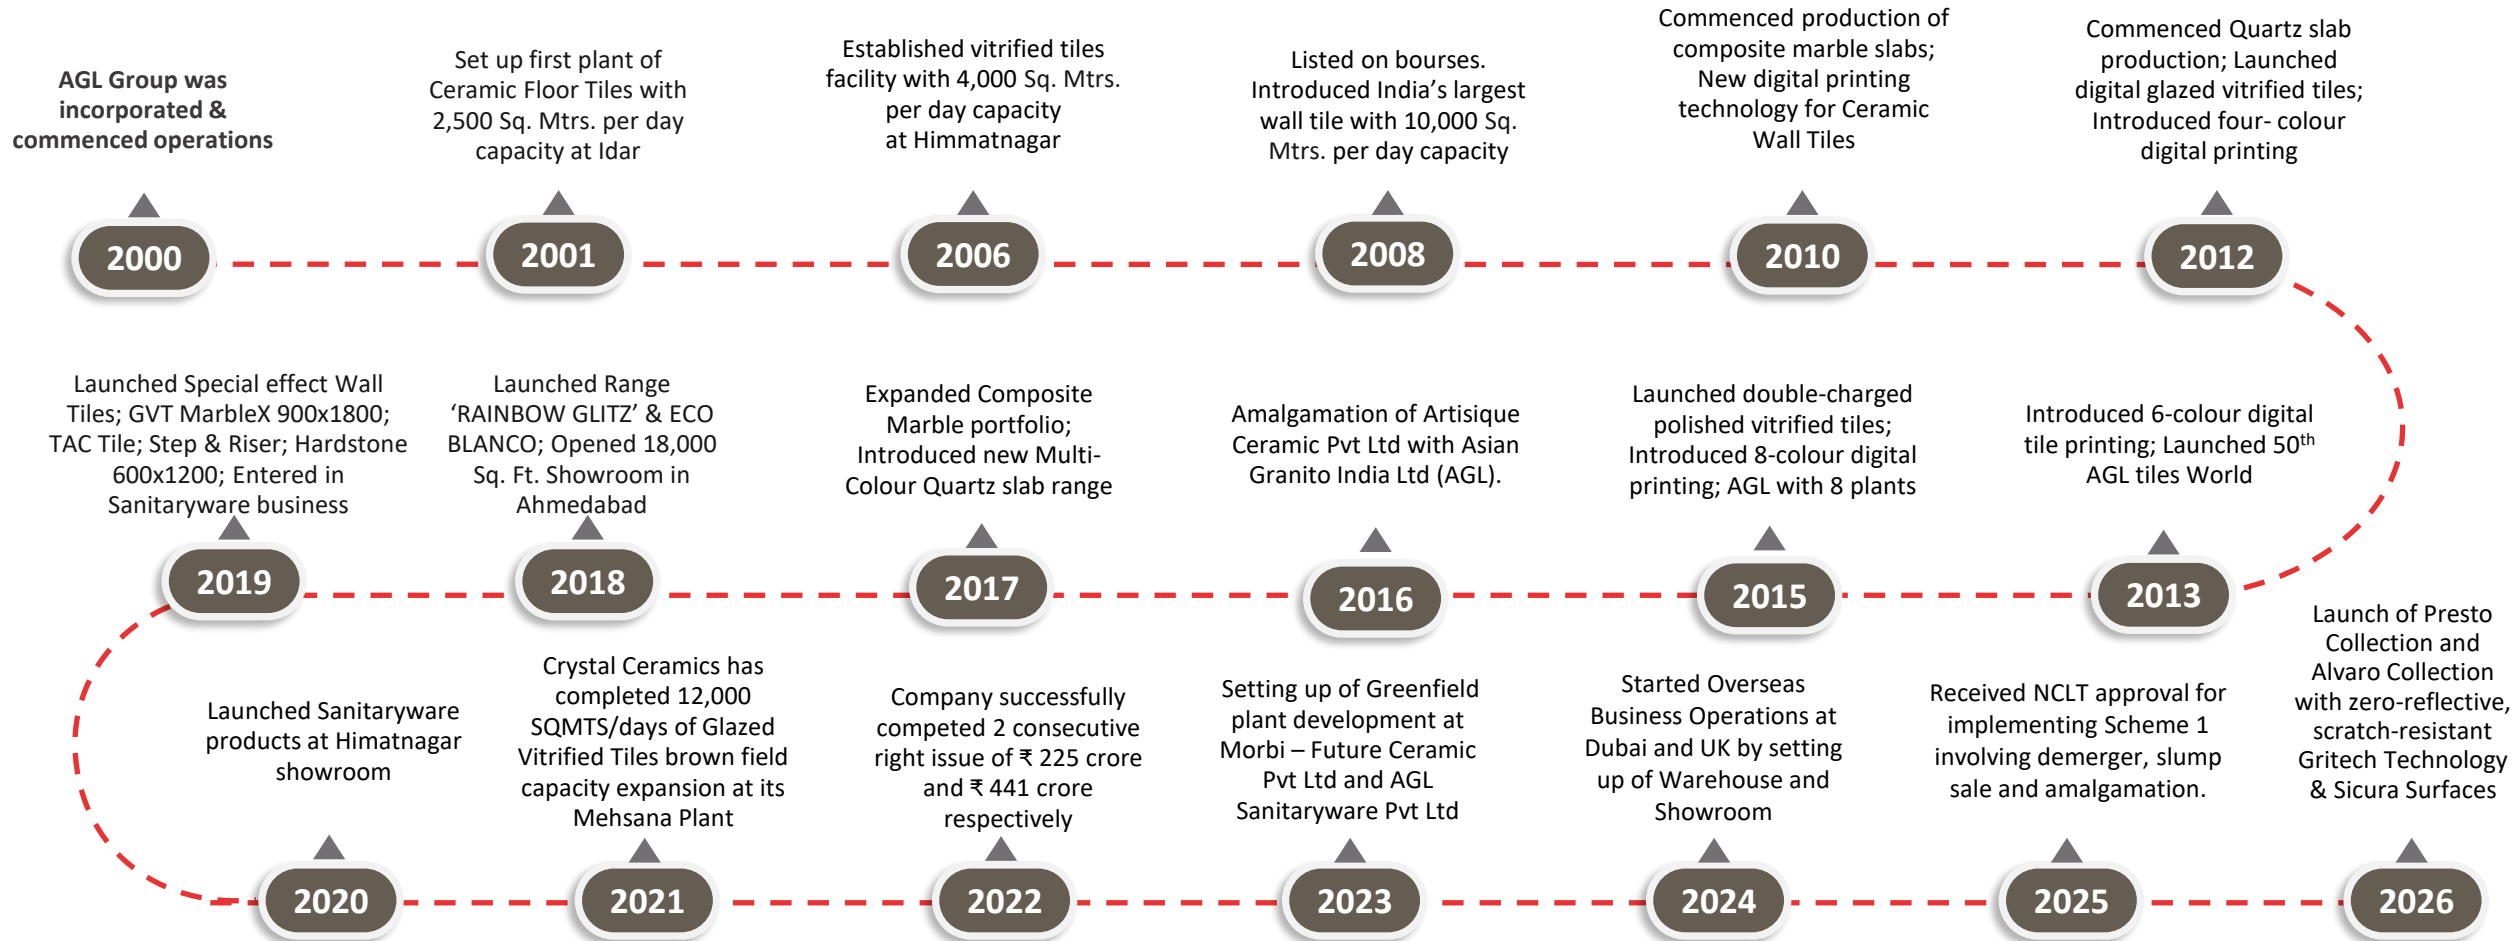 AGL Group was
incorporated &
commenced operations
2000
Set up first plant of
Ceramic Floor Tiles with
2,500 Sq. Mtrs. per day
capacity at Idar
2001
Established vitrified tiles
facility with 4,000 Sq. Mtrs.
per day capacity
at Himmatnagar
2006
Listed on bourses.
Introduced India’s largest
wall tile with 10,000 Sq.
Mtrs. per day capacity
2008
Commenced production of
composite marble slabs;
New digital printing
technology for Ceramic
Wall Tiles
2010
Commenced Quartz slab
production; Launched
digital glazed vitrified tiles;
Introduced four- colour
digital printing
2012
Launched Special effect Wall
Tiles; GVT MarbleX 900x1800;
TAC Tile; Step & Riser; Hardstone
600x1200; Entered in
Sanitaryware business
2019
Launched Range
‘RAINBOW GLITZ’ & ECO
BLANCO; Opened 18,000
Sq. Ft. Showroom in
Ahmedabad
2018
Expanded Composite
Marble portfolio;
Introduced new Multi-
Colour Quartz slab range
2017
Amalgamation of Artisique
Ceramic Pvt Ltd with Asian
Granito India Ltd (AGL).
2016
Launched double-charged
polished vitrified tiles;
Introduced 8-colour digital
printing; AGL with 8 plants
2015
Introduced 6-colour digital
tile printing; Launched 50th
AGL tiles World
2013
Launched Sanitaryware
products at Himatnagar
showroom
2020
Crystal Ceramics has
completed 12,000
SQMTS/days of Glazed
Vitrified Tiles brown field
capacity expansion at its
Mehsana Plant
2021
Company successfully
competed 2 consecutive
right issue of ₹ 225 crore
and ₹ 441 crore
respectively
2022
Setting up of Greenfield
plant development at
Morbi – Future Ceramic
Pvt Ltd and AGL
Sanitaryware Pvt Ltd
2023
Started Overseas
Business Operations at
Dubai and UK by setting
up of Warehouse and
Showroom
2024
Received NCLT approval for
implementing Scheme 1
involving demerger, slump
sale and amalgamation.
2025
Launch of Presto
Collection and
Alvaro Collection
with zero-reflective,
scratch-resistant
Gritech Technology
& Sicura Surfaces
2026